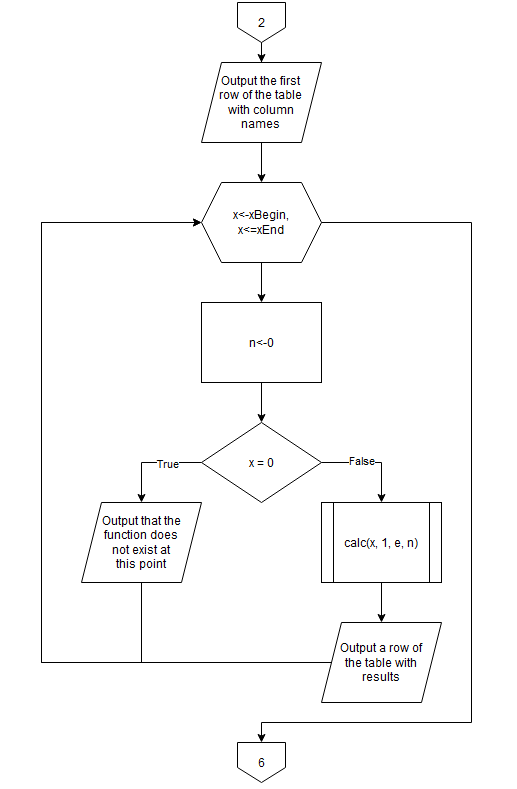 2
Output the first
row of the table
with column
names
x<-xBegin,
x<=xEnd
n<-0
x = 0
True
False
Output that the
function does
not exist at
this point
calc(x, 1, e, n)
Output a row of
the table with
results
6